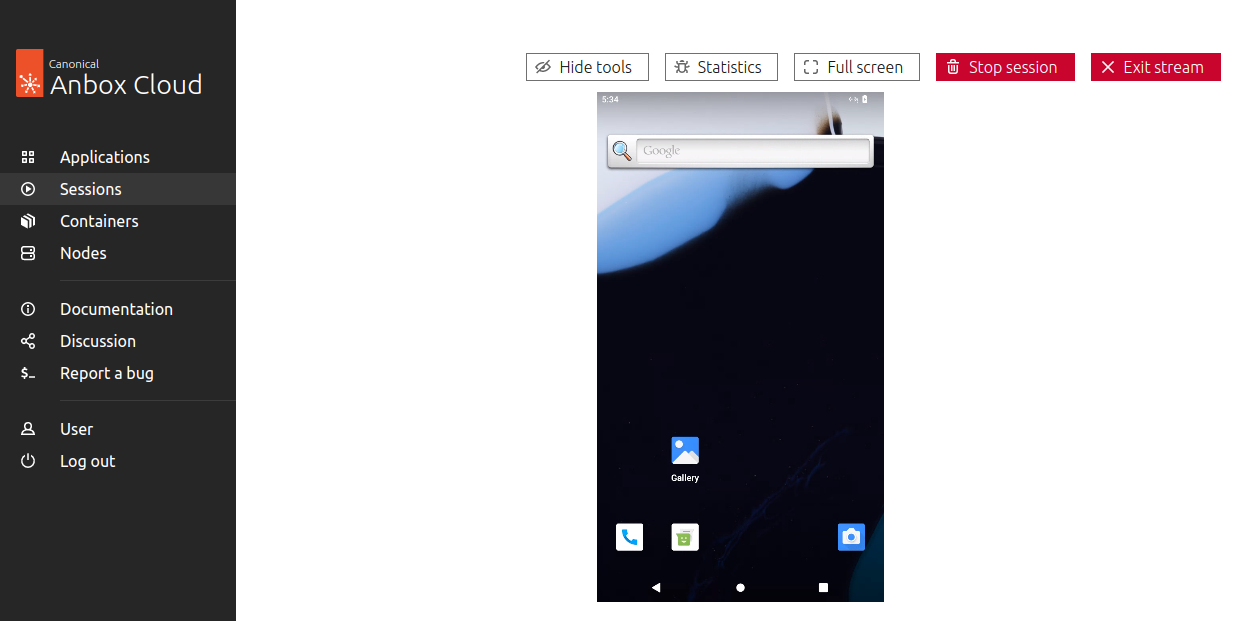 Canonical
Anbox Cloud
Applications
Sessions
Containers
Nodes
Documentation
Discussion
Report a bug
User
Log out
Hide tools
Statistics
Full screen
Stop session
Exit stream
5:34
Google
Gallery